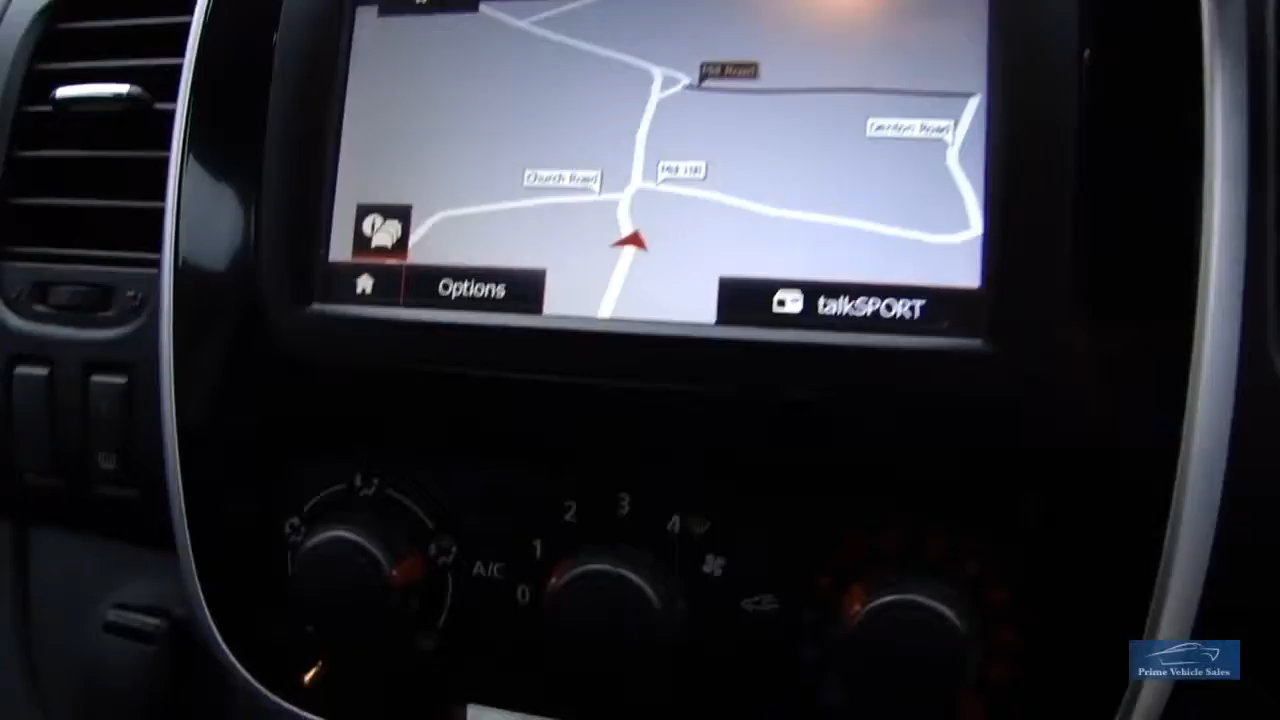 Mill Road
Church Road
Mill Hill
Options
talkSPORT
2
3
4
1
A/C
0
Prime Vehicle Sales